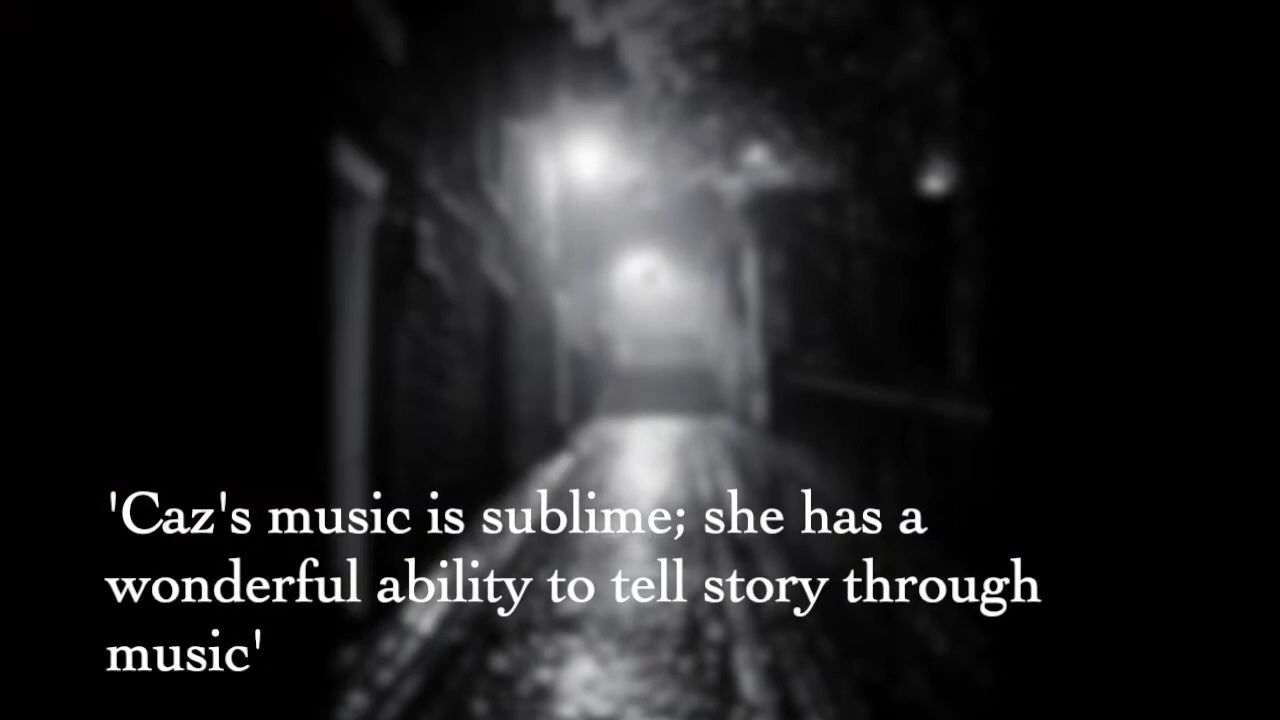 'Caz's music is sublime; she has a
wonderful ability to tell story through
music'